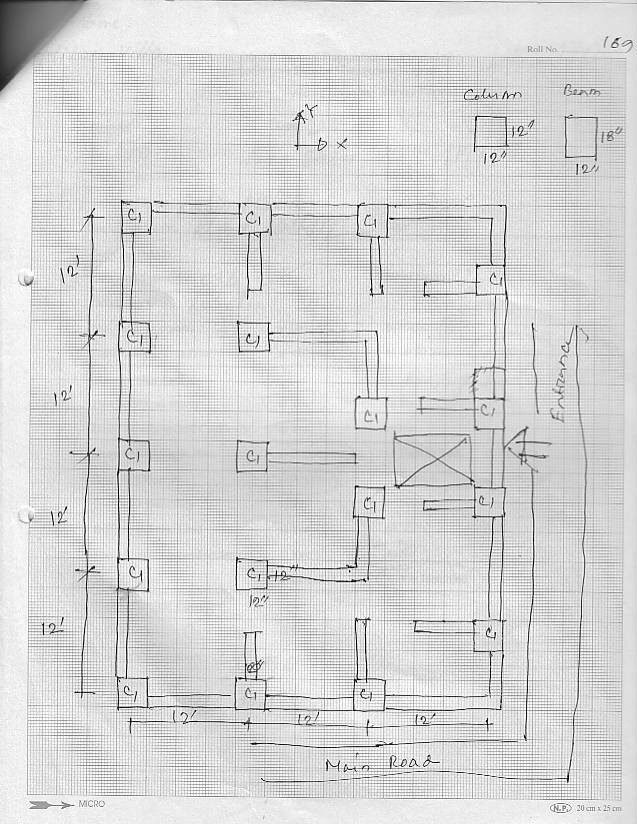 Roll No.
169
Column
Beam
Y
X
12"
12"
18"
12"
C1
C1
C1
12'
C1
C1
C1
12'
C1
C1
Entrance
C1
C1
12'
C1
C1
C1
C1 12"
12"
12'
C1
C1
C1
C1
12'
12'
12'
Main Road
MICRO
N.P. 20 cm x 25 cm